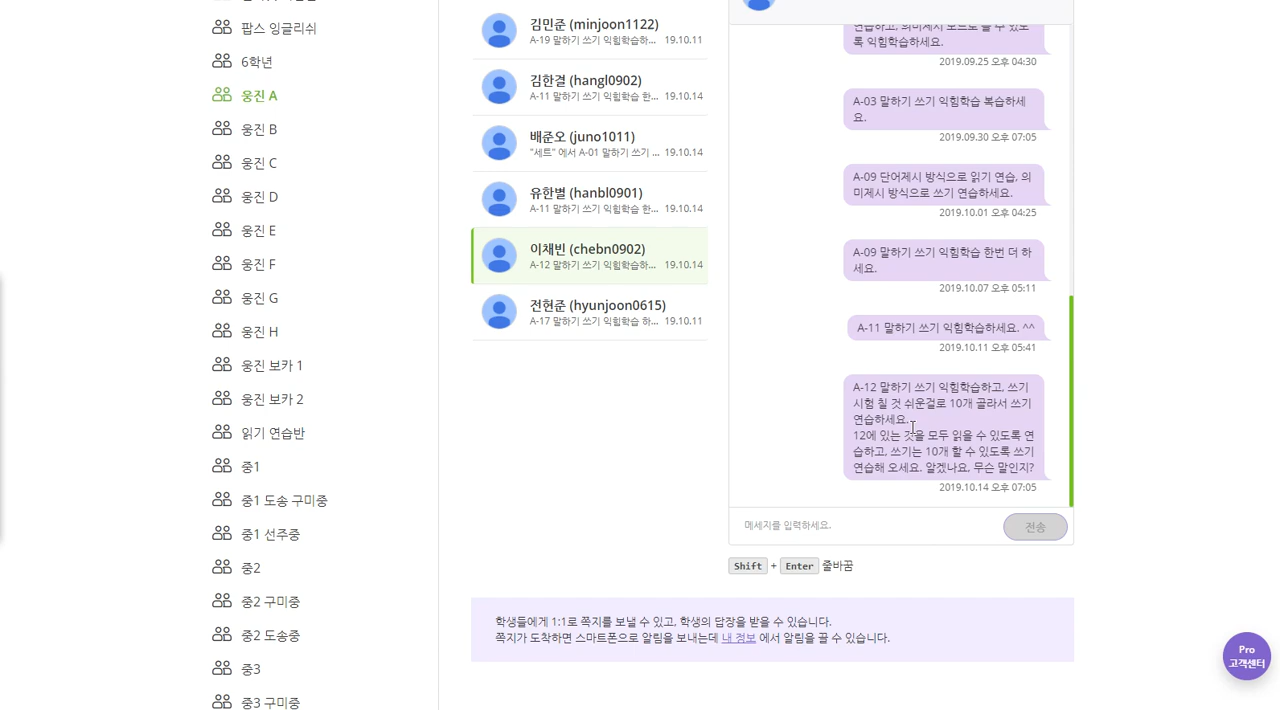 팝스 잉글리쉬
6학년
웅진 A
웅진 B
웅진 C
웅진 D
웅진 E
웅진 F
웅진 G
웅진 H
웅진 보카 1
웅진 보카 2
읽기 연습반
중1
중1 도송 구미중
중1 선주중
중2
중2 구미중
중2 도송중
중3
중3 구미중
김민준 (minjoon1122)
A-19 말하기 쓰기 익힘학습하... 19.10.11
김한결 (hangl0902)
A-11 말하기 쓰기 익힘학습 한... 19.10.14
배준오 (juno1011)
"세트" 에서 A-01 말하기 쓰기 ... 19.10.14
유한별 (hanbl0901)
A-11 말하기 쓰기 익힘학습 한... 19.10.14
이채빈 (chebn0902)
A-12 말하기 쓰기 익힘학습하... 19.10.14
전현준 (hyunjoon0615)
A-17 말하기 쓰기 익힘학습 하... 19.10.11
연습하고, 의미제시 모드로 쓸 수 있도
록 익힘학습하세요.
2019.09.25 오후 04:30
A-03 말하기 쓰기 익힘학습 복습하세
요.
2019.09.30 오후 07:05
A-09 단어제시 방식으로 읽기 연습, 의
미제시 방식으로 쓰기 연습하세요.
2019.10.01 오후 04:25
A-09 말하기 쓰기 익힘학습 한번 더 하
세요.
2019.10.07 오후 05:11
A-11 말하기 쓰기 익힘학습하세요. ^^
2019.10.11 오후 05:41
A-12 말하기 쓰기 익힘학습하고, 쓰기
시험 칠 것 쉬운걸로 10개 골라서 쓰기
연습하세요.
12에 있는 것을 모두 읽을 수 있도록 연
습하고, 쓰기는 10개 할 수 있도록 쓰기
연습해 오세요. 알겠나요, 무슨 말인지?
2019.10.14 오후 07:05
메세지를 입력하세요.
전송
Shift + Enter 줄바꿈
학생들에게 1:1로 쪽지를 보낼 수 있고, 학생의 답장을 받을 수 있습니다.
쪽지가 도착하면 스마트폰으로 알림을 보내는데 내 정보 에서 알림을 끌 수 있습니다.
Pro
고객센터